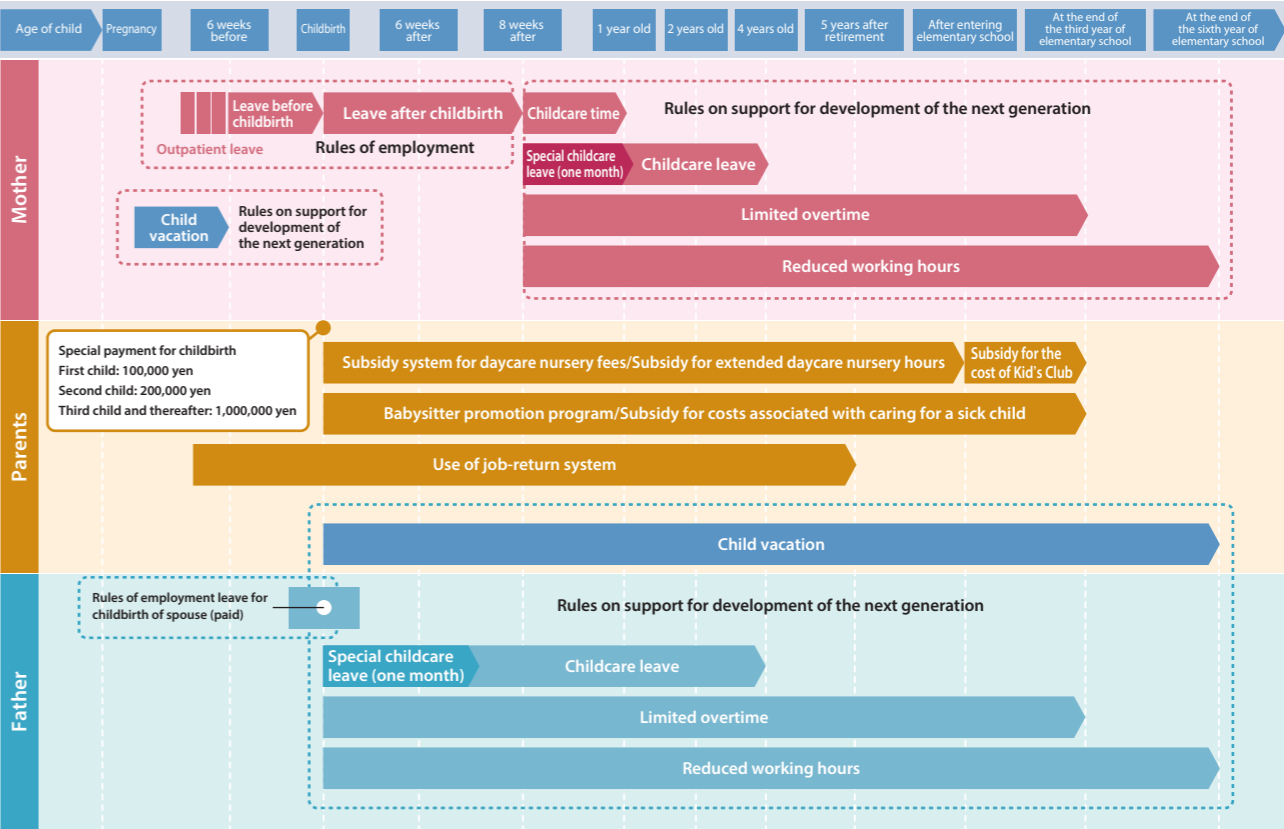 Age of child
Pregnancy
6 weeks
before
Childbirth
6 weeks
after
8 weeks
after
1 year old
2 years old
4 years old
5 years after
retirement
After entering
elementary school
At the end of
the third year of
elementary school
At the end of
the sixth year of
elementary school
Mother
Leave before
childbirth
Leave after childbirth
Outpatient leave
Rules of employment
Childcare time
Rules on support for development of the next generation
Special childcare
leave (one month)
Childcare leave
Child
vacation
Rules on support for
development of
the next generation
Limited overtime
Reduced working hours
Parents
Special payment for childbirth
First child: 100,000 yen
Second child: 200,000 yen
Third child and thereafter: 1,000,000 yen
Subsidy system for daycare nursery fees/Subsidy for extended daycare nursery hours
Subsidy for the
cost of Kid's Club
Babysitter promotion program/Subsidy for costs associated with caring for a sick child
Use of job-return system
Child vacation
Father
Rules of employment leave for
childbirth of spouse (paid)
Rules on support for development of the next generation
Special childcare
leave (one month)
Childcare leave
Limited overtime
Reduced working hours